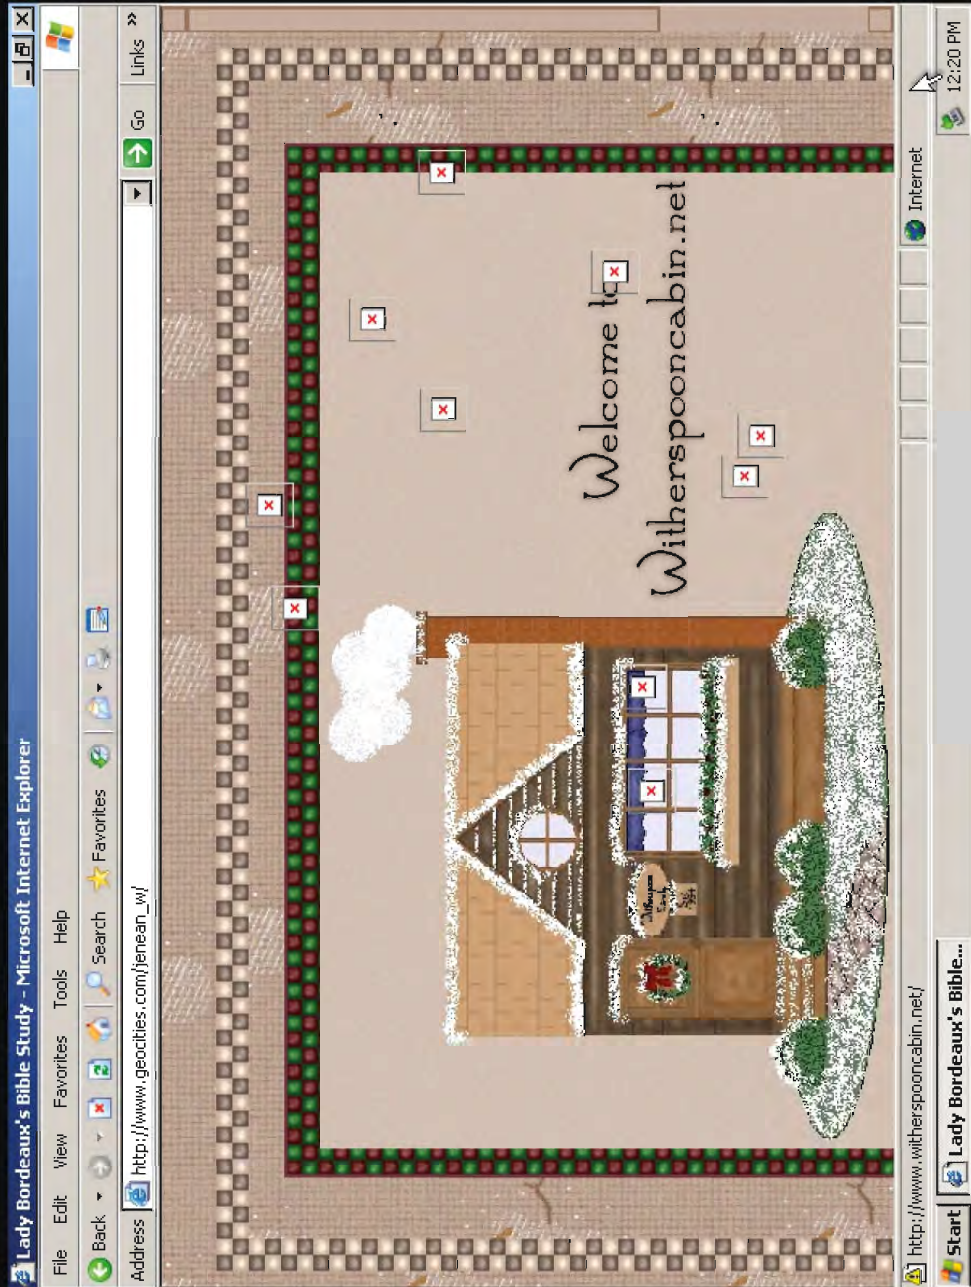 Lady Bordeaux's Bible Study - Microsoft Internet Explorer
File Edit View Favorites Tools Help
Back Search Favorites
Address http://www.geocities.com/jenean_w/ Go Links »
Welcome to
Witherspooncabin.net
Witherspoon
http://www.witherspooncabin.net/ Internet
Start Lady Bordeaux's Bible... 12:20 PM